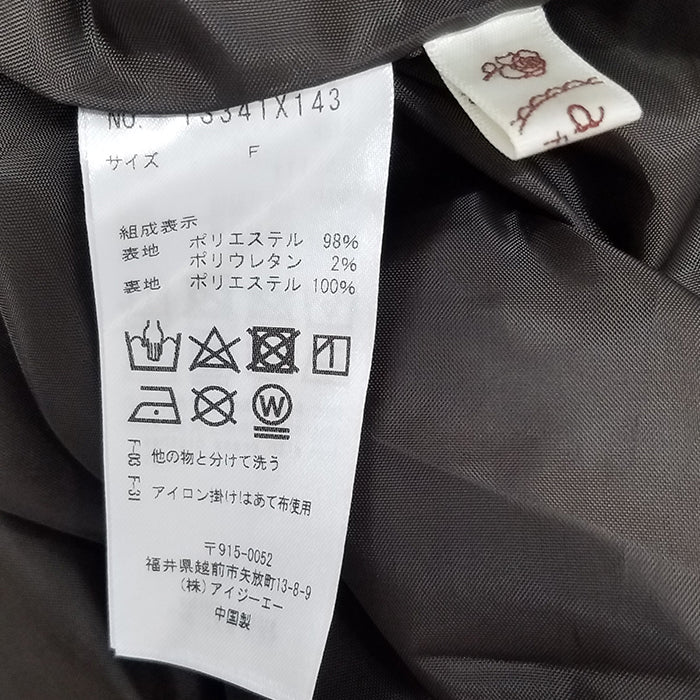 NO. TS341X143
サイズ F
組成表示
表地 ポリエステル 98%
ポリウレタン 2%
裏地 ポリエステル 100%
W
F-03 他の物と分けて洗う
F-31 アイロン掛けはあて布使用
〒915-0052
福井県越前市矢放町13-8-9
(株)アイジーエー
中国製